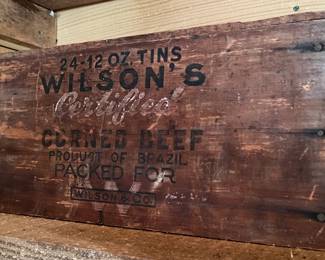 24-12 OZ. TINS
WILSON'S
Certified
CORNED BEEF
PRODUCT OF BRAZIL
PACKED FOR
WILSON & CO.